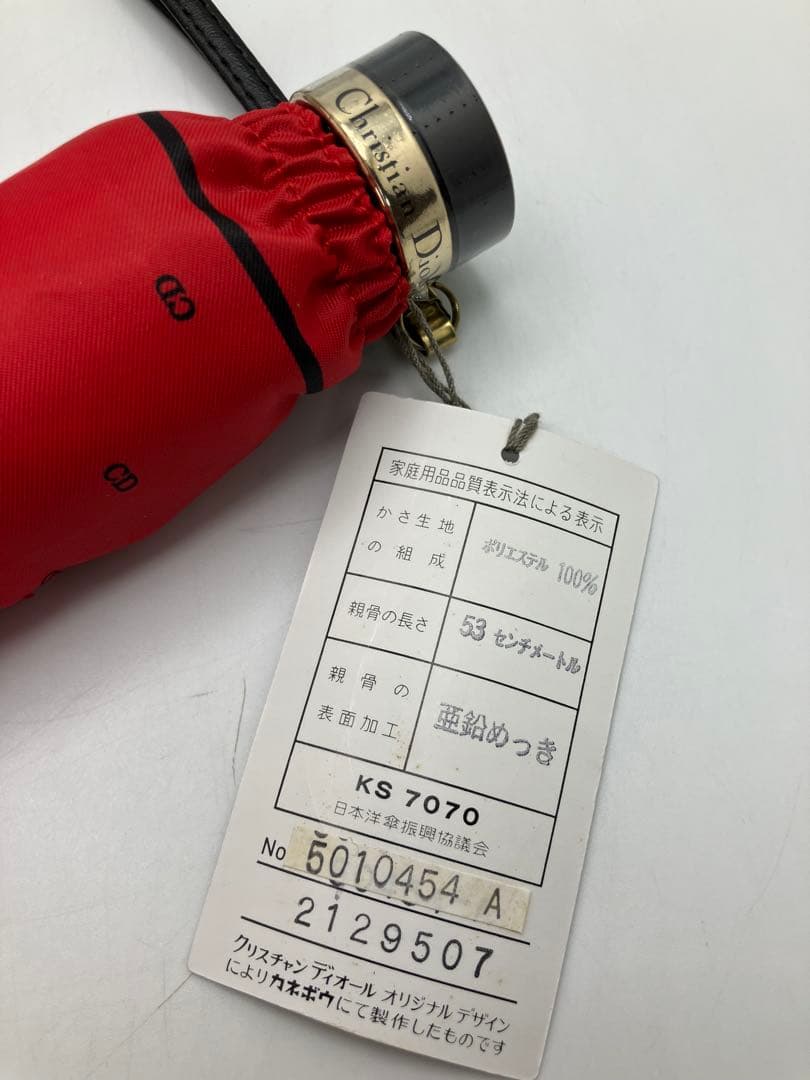 Christian Dior
CD
CD
家庭用品品質表示法による表示
かさ生地
の組成
ポリエステル 100%
親骨の長さ
53 センチメートル
親骨の
表面加工
亜鉛めっき
KS 7070
日本洋傘振興協議会
No 5010454 A
2129507
クリスチャン ディオール オリジナル デザイン
によりカネボウにて製作したものです